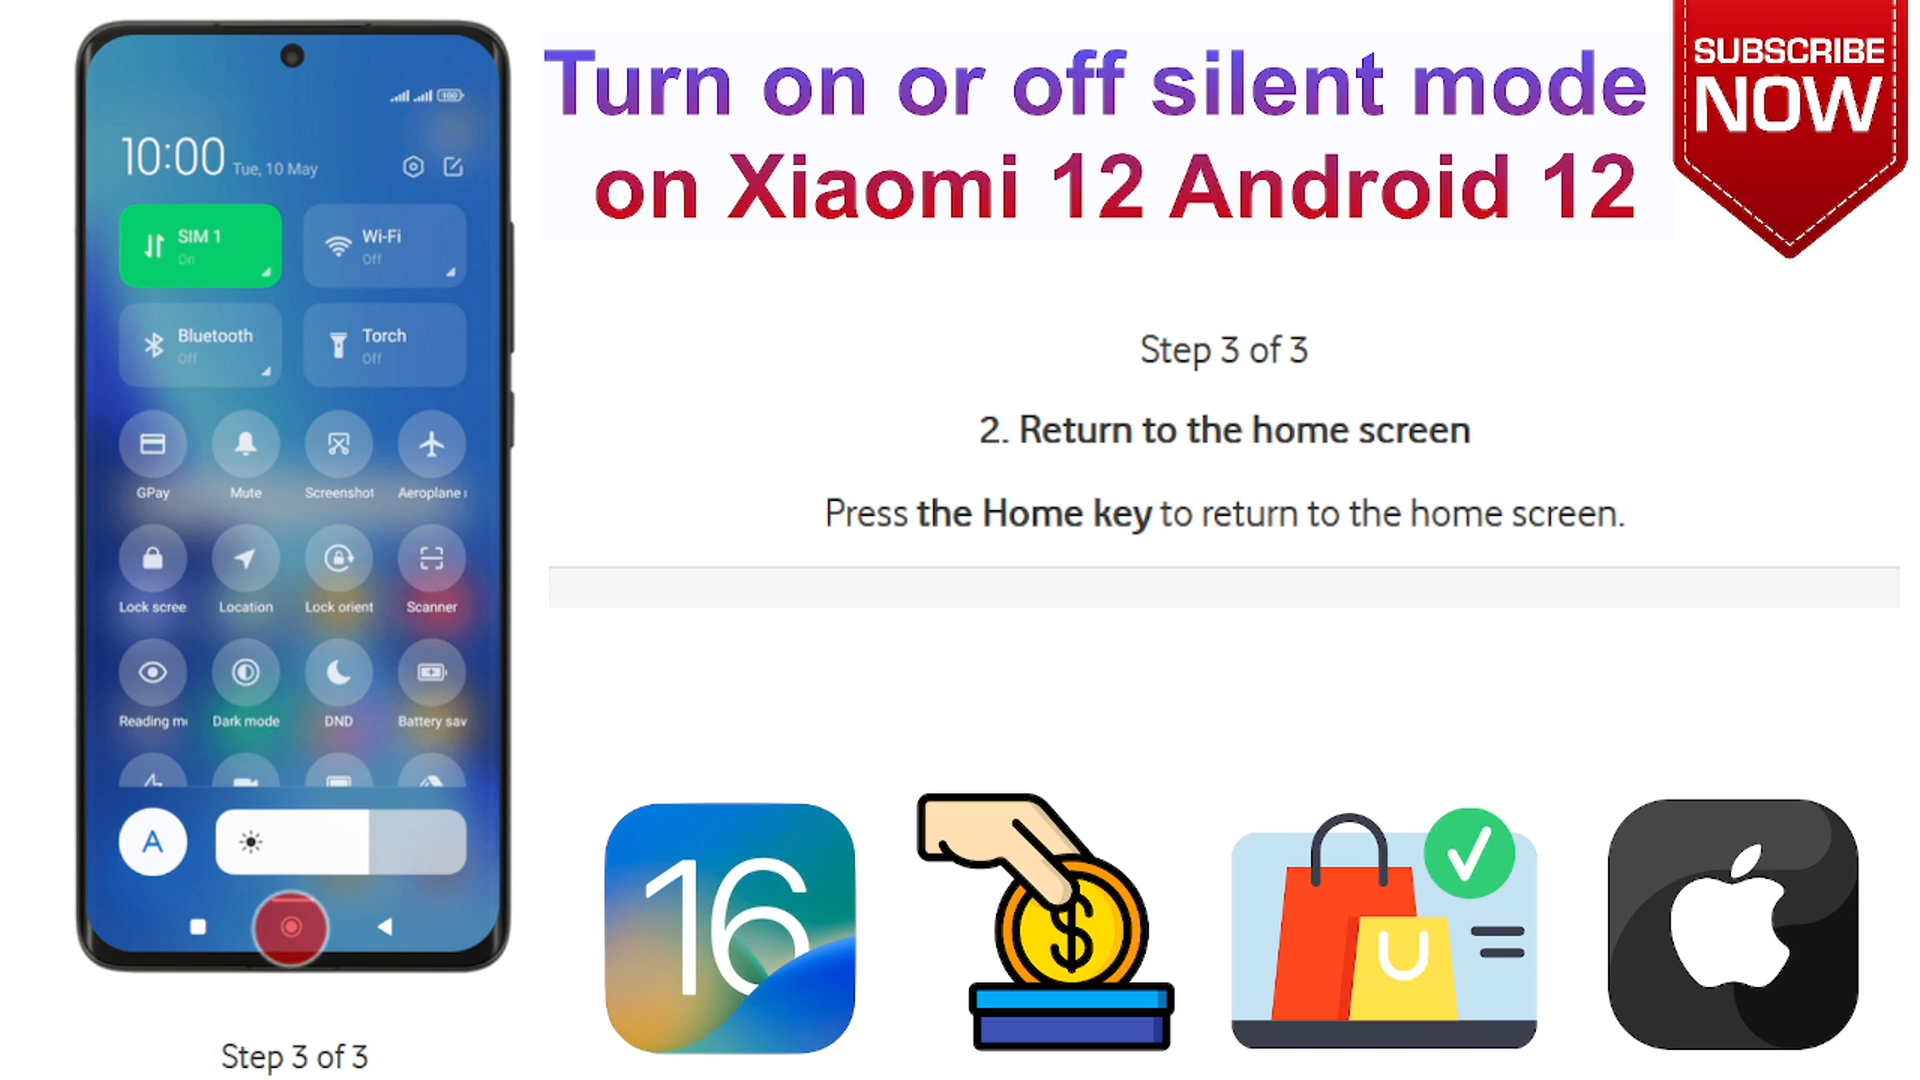 Turn on or off silent mode
on Xiaomi 12 Android 12
SUBSCRIBE
NOW
100
10:00 Tue, 10 May
SIM 1
On
Wi-Fi
Off
Bluetooth
Off
Torch
Off
GPay Mute Screenshot Aeroplane
Lock scree Location Lock orient Scanner
Reading m Dark mode DND Battery sav
A
Step 3 of 3
Step 3 of 3
2. Return to the home screen
Press the Home key to return to the home screen.
16
$